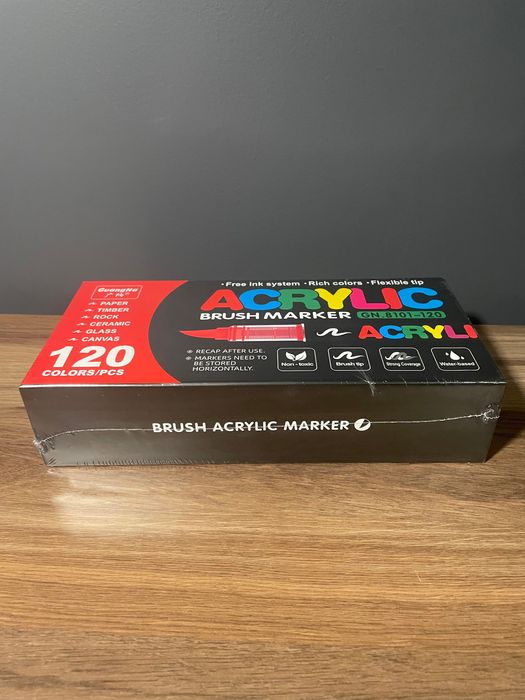 GuangNa
PAPER
TIMBER
ROCK
CERAMIC
GLASS
CANVAS
120
COLORS/PCS
· Free ink system · Rich colors · Flexible tip
ACRYLIC
BRUSH MARKER GN.8101-120
ACRYLI
RECAP AFTER USE.
MARKERS NEED TO
BE STORED
HORIZONTALLY.
Non-toxic
Brush tip
Strong Coverage
Water-based
BRUSH ACRYLIC MARKER